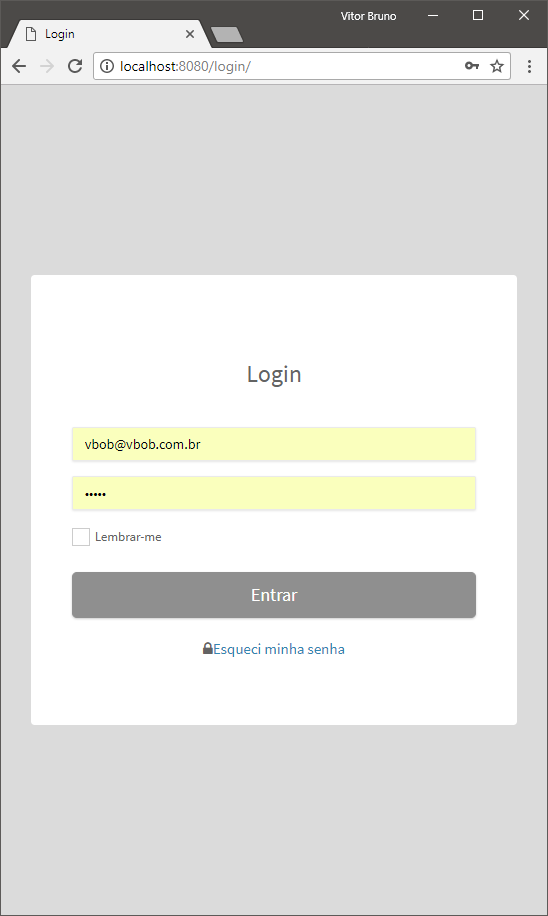 Vitor Bruno
Login
localhost:8080/login/
Login
vbob@vbob.com.br
•••••
Lembrar-me
Entrar
Esqueci minha senha